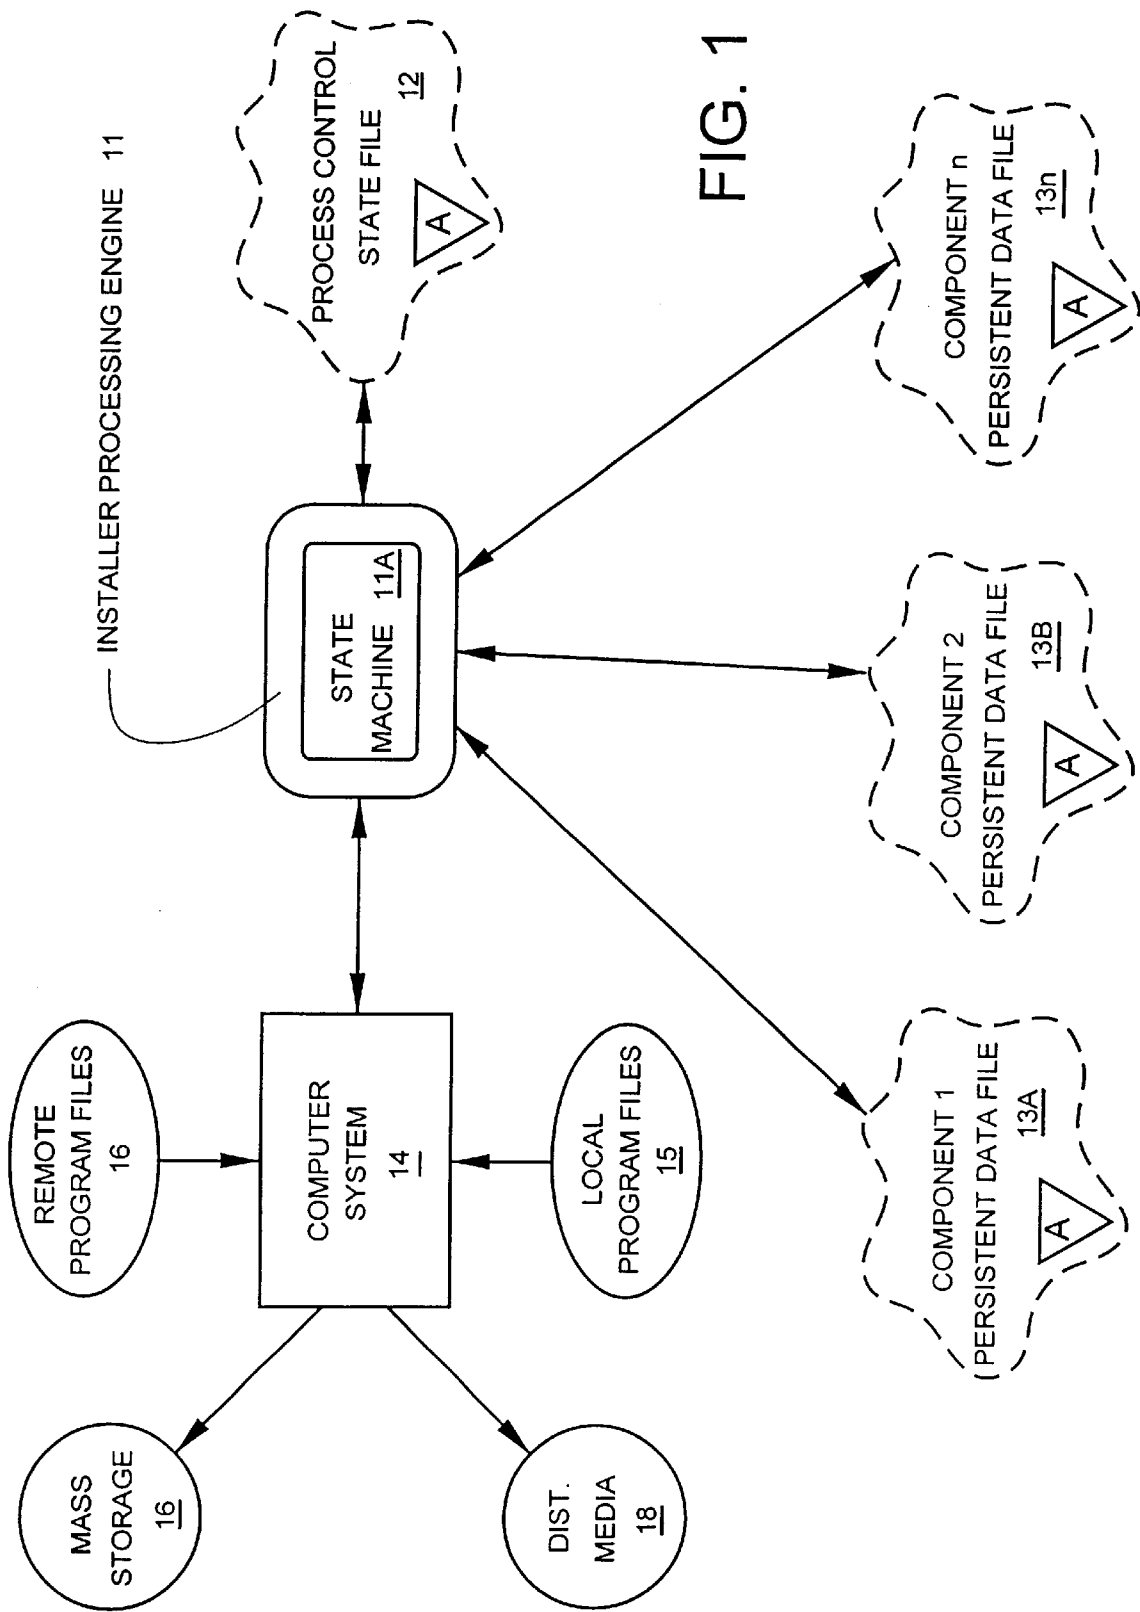 MASS
STORAGE
16
REMOTE
PROGRAM FILES
16
INSTALLER PROCESSING ENGINE 11
COMPUTER
SYSTEM
14
STATE
MACHINE 11A
PROCESS CONTROL
STATE FILE 12
A
DIST.
MEDIA
18
LOCAL
PROGRAM FILES
15
FIG. 1
COMPONENT 1
PERSISTENT DATA FILE
13A
A
COMPONENT 2
PERSISTENT DATA FILE
13B
A
COMPONENT n
PERSISTENT DATA FILE
13n
A